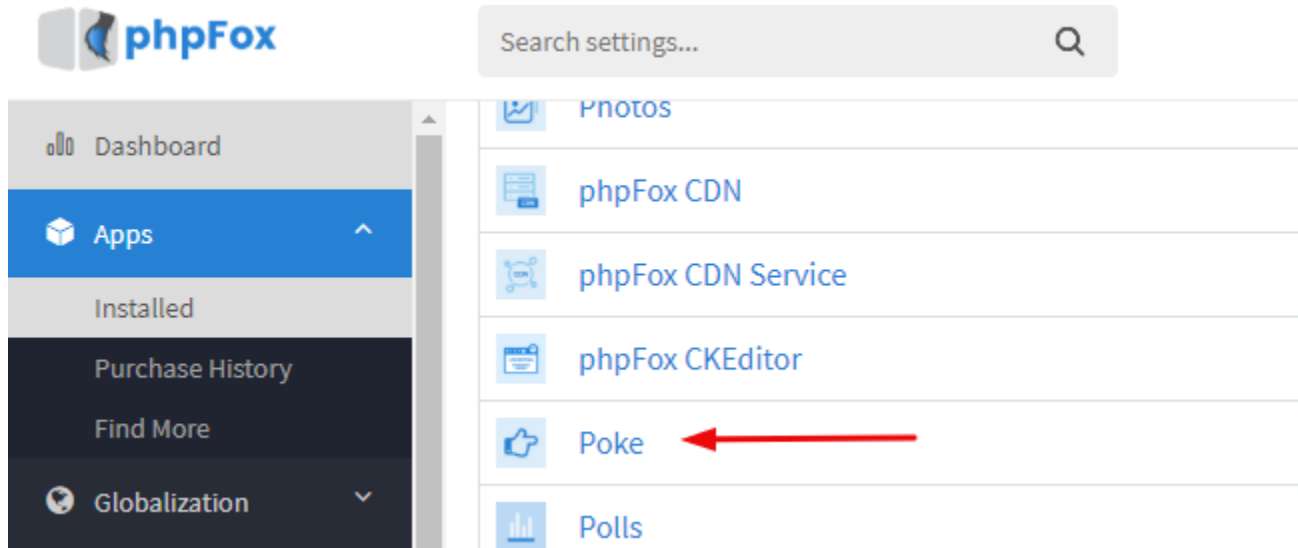 phpFox
Search settings...
Dashboard
Apps
Installed
Purchase History
Find More
Globalization
Photos
phpFox CDN
phpFox CDN Service
phpFox CKEditor
Poke
Polls